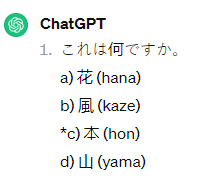 ChatGPT
1. これは何ですか。
a) 花 (hana)
b) 風 (kaze)
*c) 本 (hon)
d) 山 (yama)